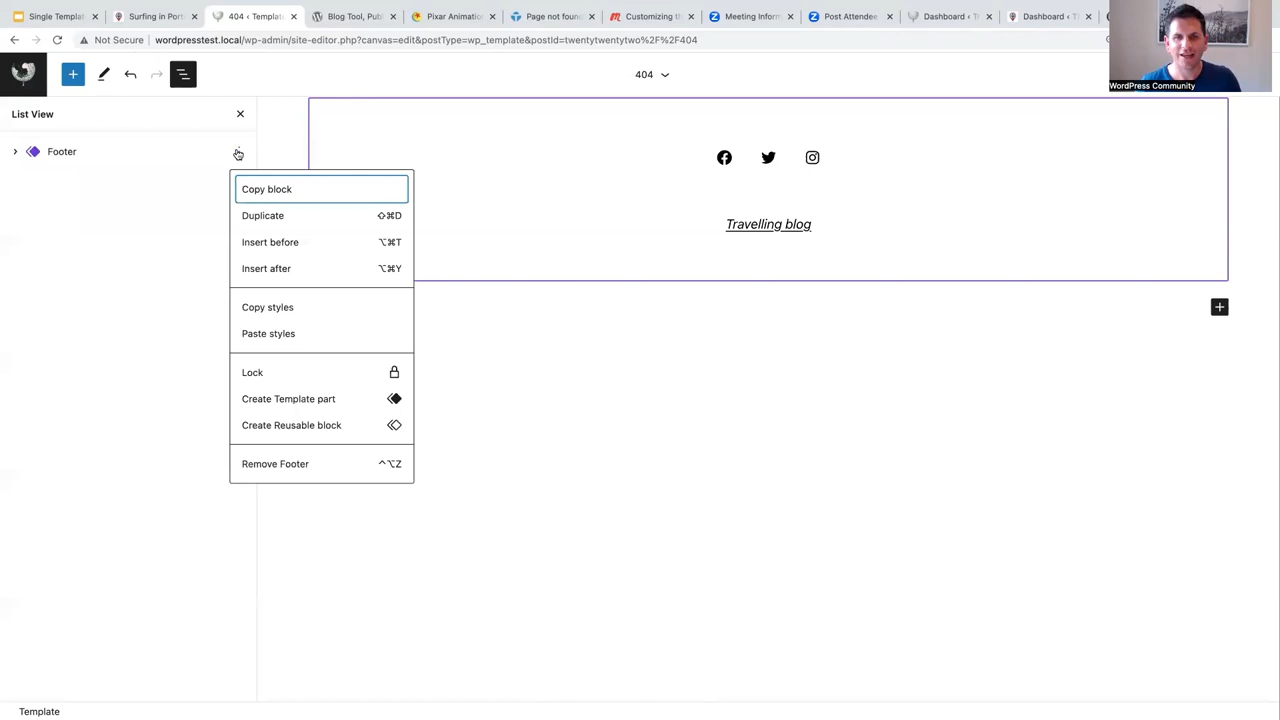 Single Templat
Surfing in Port
404 ‹ Template
Blog Tool, Publ
Pixar Animation
Page not found
Customizing th
Meeting Inform
Post Attendee
Dashboard ‹ Tr
Dashboard ‹ T
Not Secure
wordpresstest.local/wp-admin/site-editor.php?canvas=edit&postType=wp_template&postId=twentytwentytwo%2F%2F404
404
WordPress Community
List View
Footer
Copy block
Duplicate ⇧⌘D
Insert before ⌥⌘T
Insert after ⌥⌘Y
Copy styles
Paste styles
Lock
Create Template part
Create Reusable block
Remove Footer ^⌥Z
Travelling blog
Template